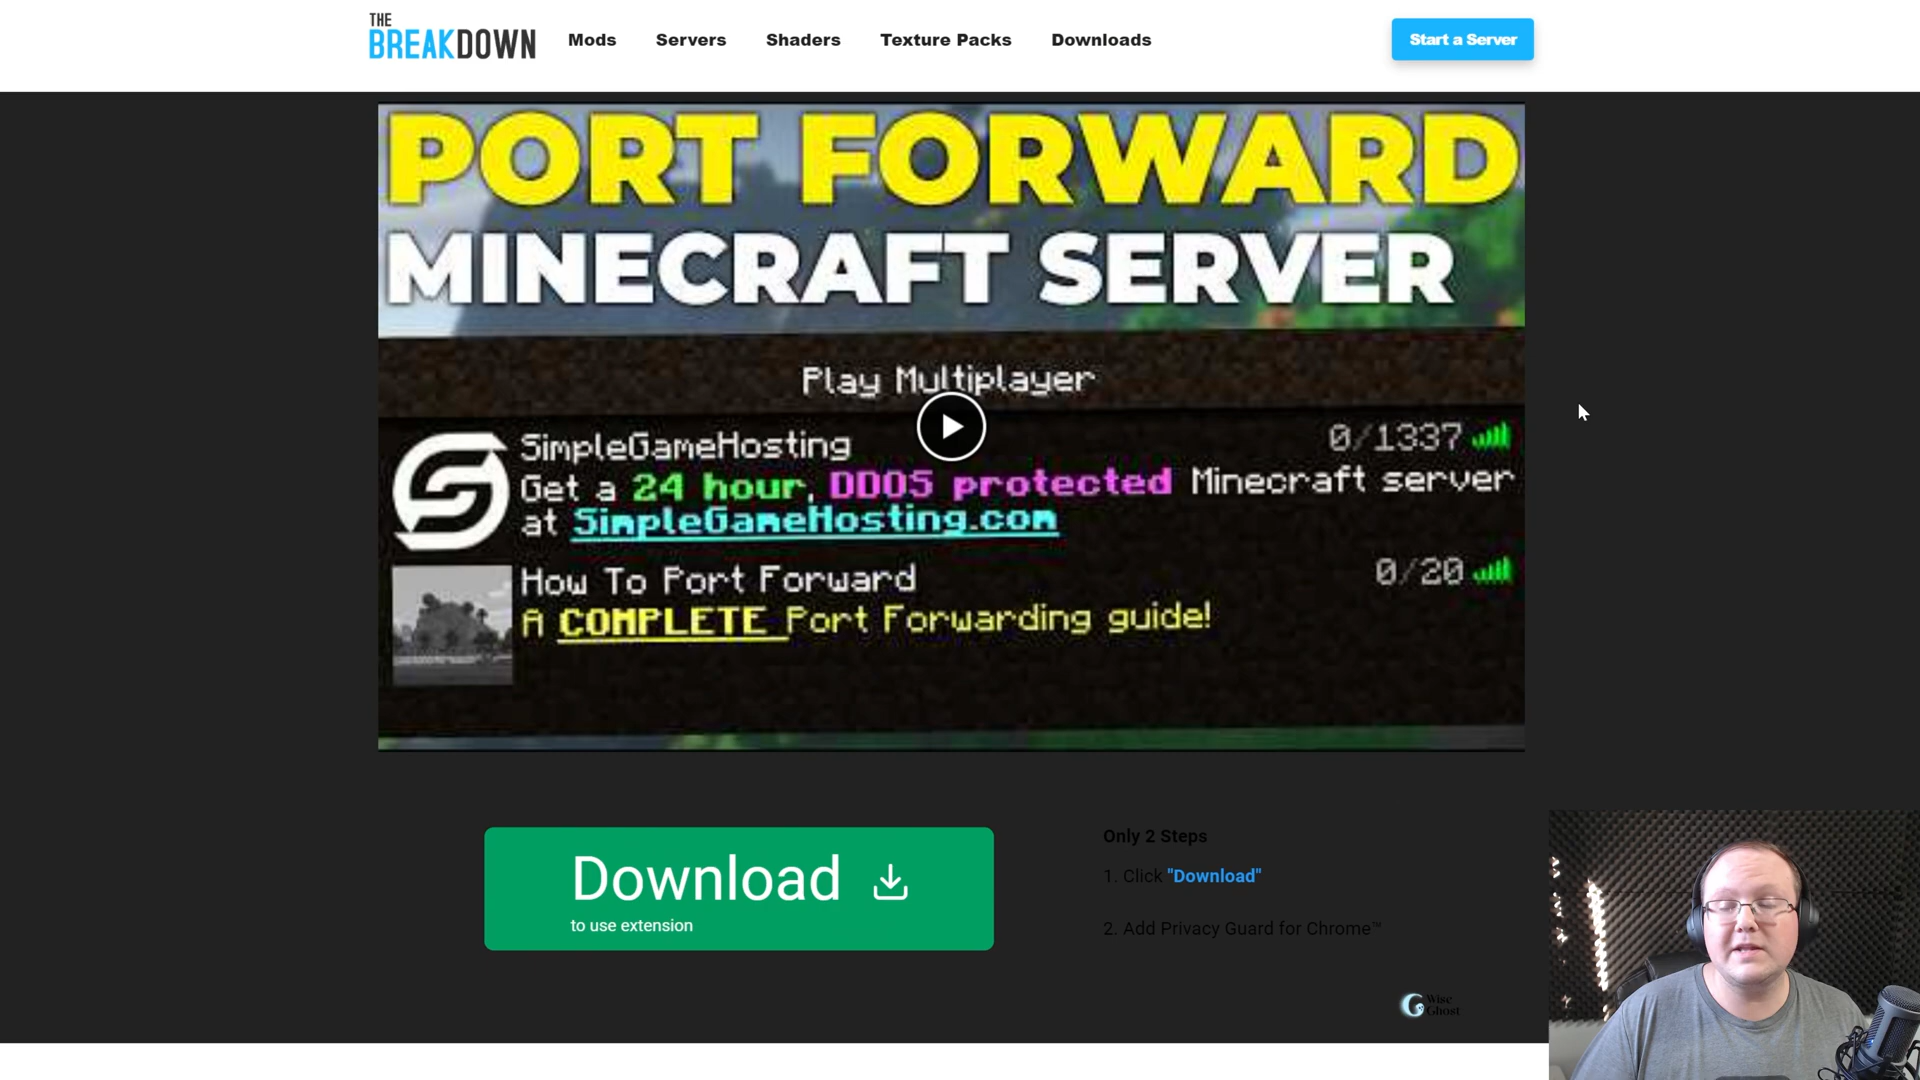 THE
BREAKDOWN
Mods Servers Shaders Texture Packs Downloads Start a Server
PORT FORWARD
MINECRAFT SERVER
Play Multiplayer
SimpleGameHosting 0/1337
Get a 24 hour, DDOS protected Minecraft server
at SimpleGameHosting.com
How To Port Forward 0/20
A COMPLETE Port Forwarding guide!
Download
to use extension
Only 2 Steps
1. Click "Download"
2. Add Privacy Guard for Chrome™
Wise
Ghost